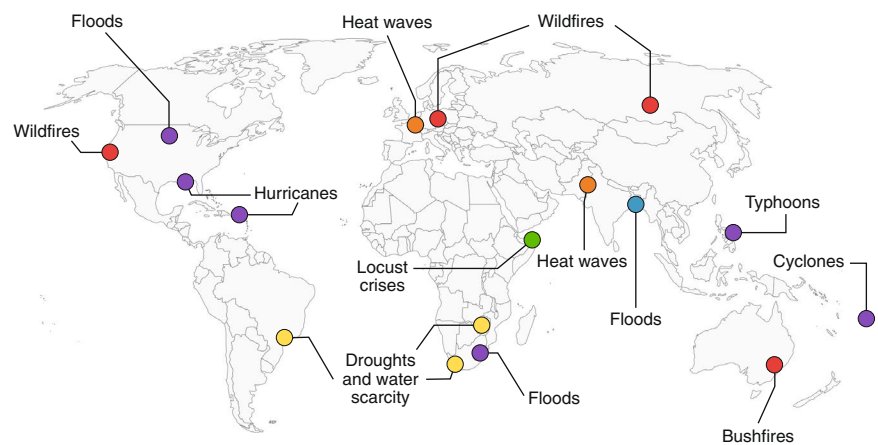 Floods
Heat waves
Wildfires
Wildfires
Hurricanes
Typhoons
Locust
crises
Heat waves
Cyclones
Floods
Droughts
and water
scarcity
Floods
Bushfires